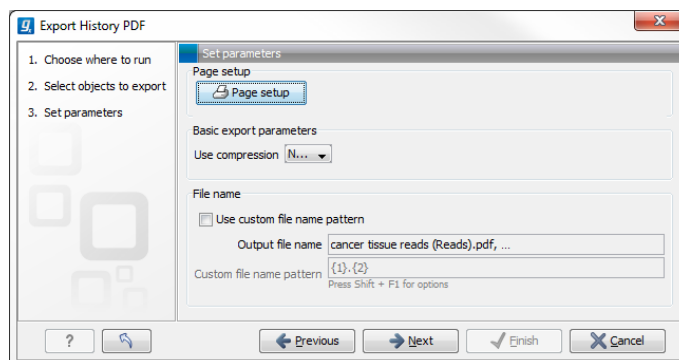 Export History PDF
1. Choose where to run
2. Select objects to export
3. Set parameters
Set parameters
Page setup
Page setup
Basic export parameters
Use compression N...
File name
Use custom file name pattern
Output file name cancer tissue reads (Reads).pdf, ...
Custom file name pattern {1}.{2}
Press Shift + F1 for options
? Previous Next Finish Cancel